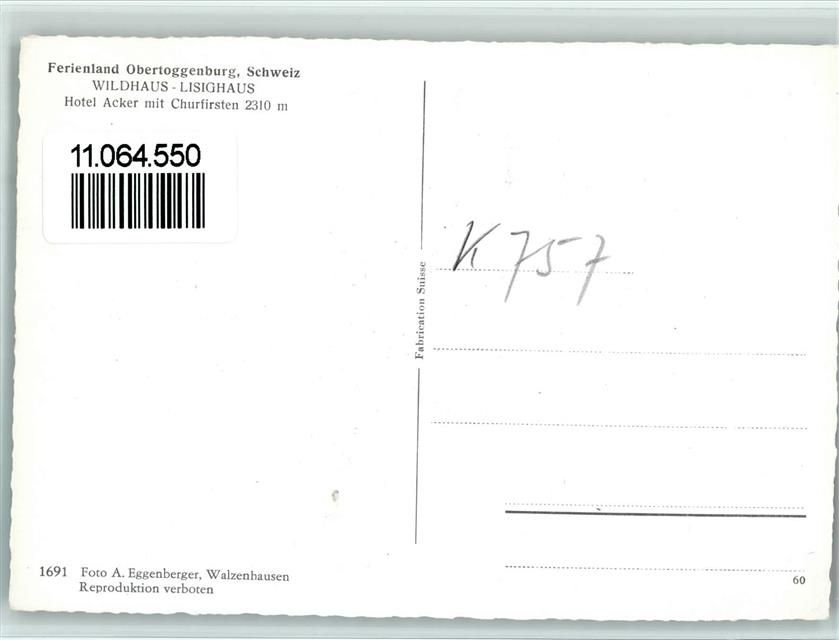 Ferienland Obertoggenburg, Schweiz
WILDHAUS - LISIGHAUS
Hotel Acker mit Churfirsten 2310 m
11.064.550
K 757
Fabrication Suisse
1691 Foto A. Eggenberger, Walzenhausen
Reproduktion verboten
60